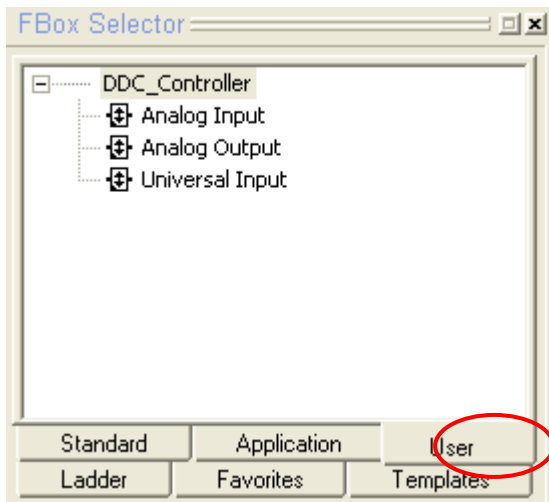 FBox Selector
DDC_Controller
Analog Input
Analog Output
Universal Input
Standard Application User
Ladder Favorites Templates